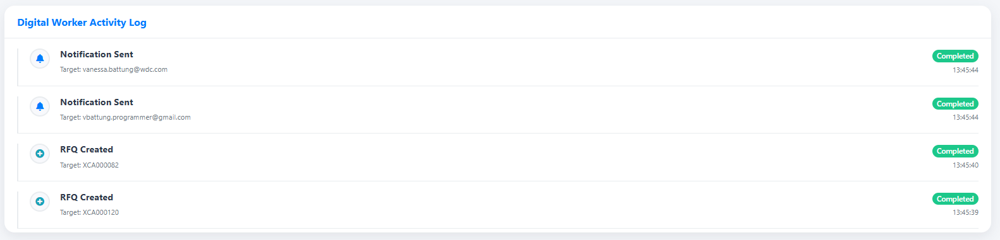 Digital Worker Activity Log
Notification Sent
Completed
Target: vanessa.battung@wdc.com
13:45:44
Notification Sent
Completed
Target: vbattung.programmer@gmail.com
13:45:44
RFQ Created
Completed
Target: XCA000082
13:45:40
RFQ Created
Completed
Target: XCA000120
13:45:39